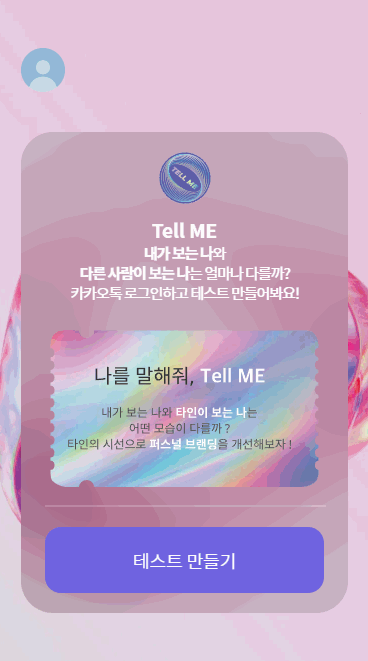 TELL ME
Tell ME
내가 보는 나와
다른 사람이 보는 나는 얼마나 다를까?
카카오톡 로그인하고 테스트 만들어봐요!
나를 말해줘, Tell ME
내가 보는 나와 타인이 보는 나는
어떤 모습이 다를까 ?
타인의 시선으로 퍼스널 브랜딩을 개선해보자 !
테스트 만들기